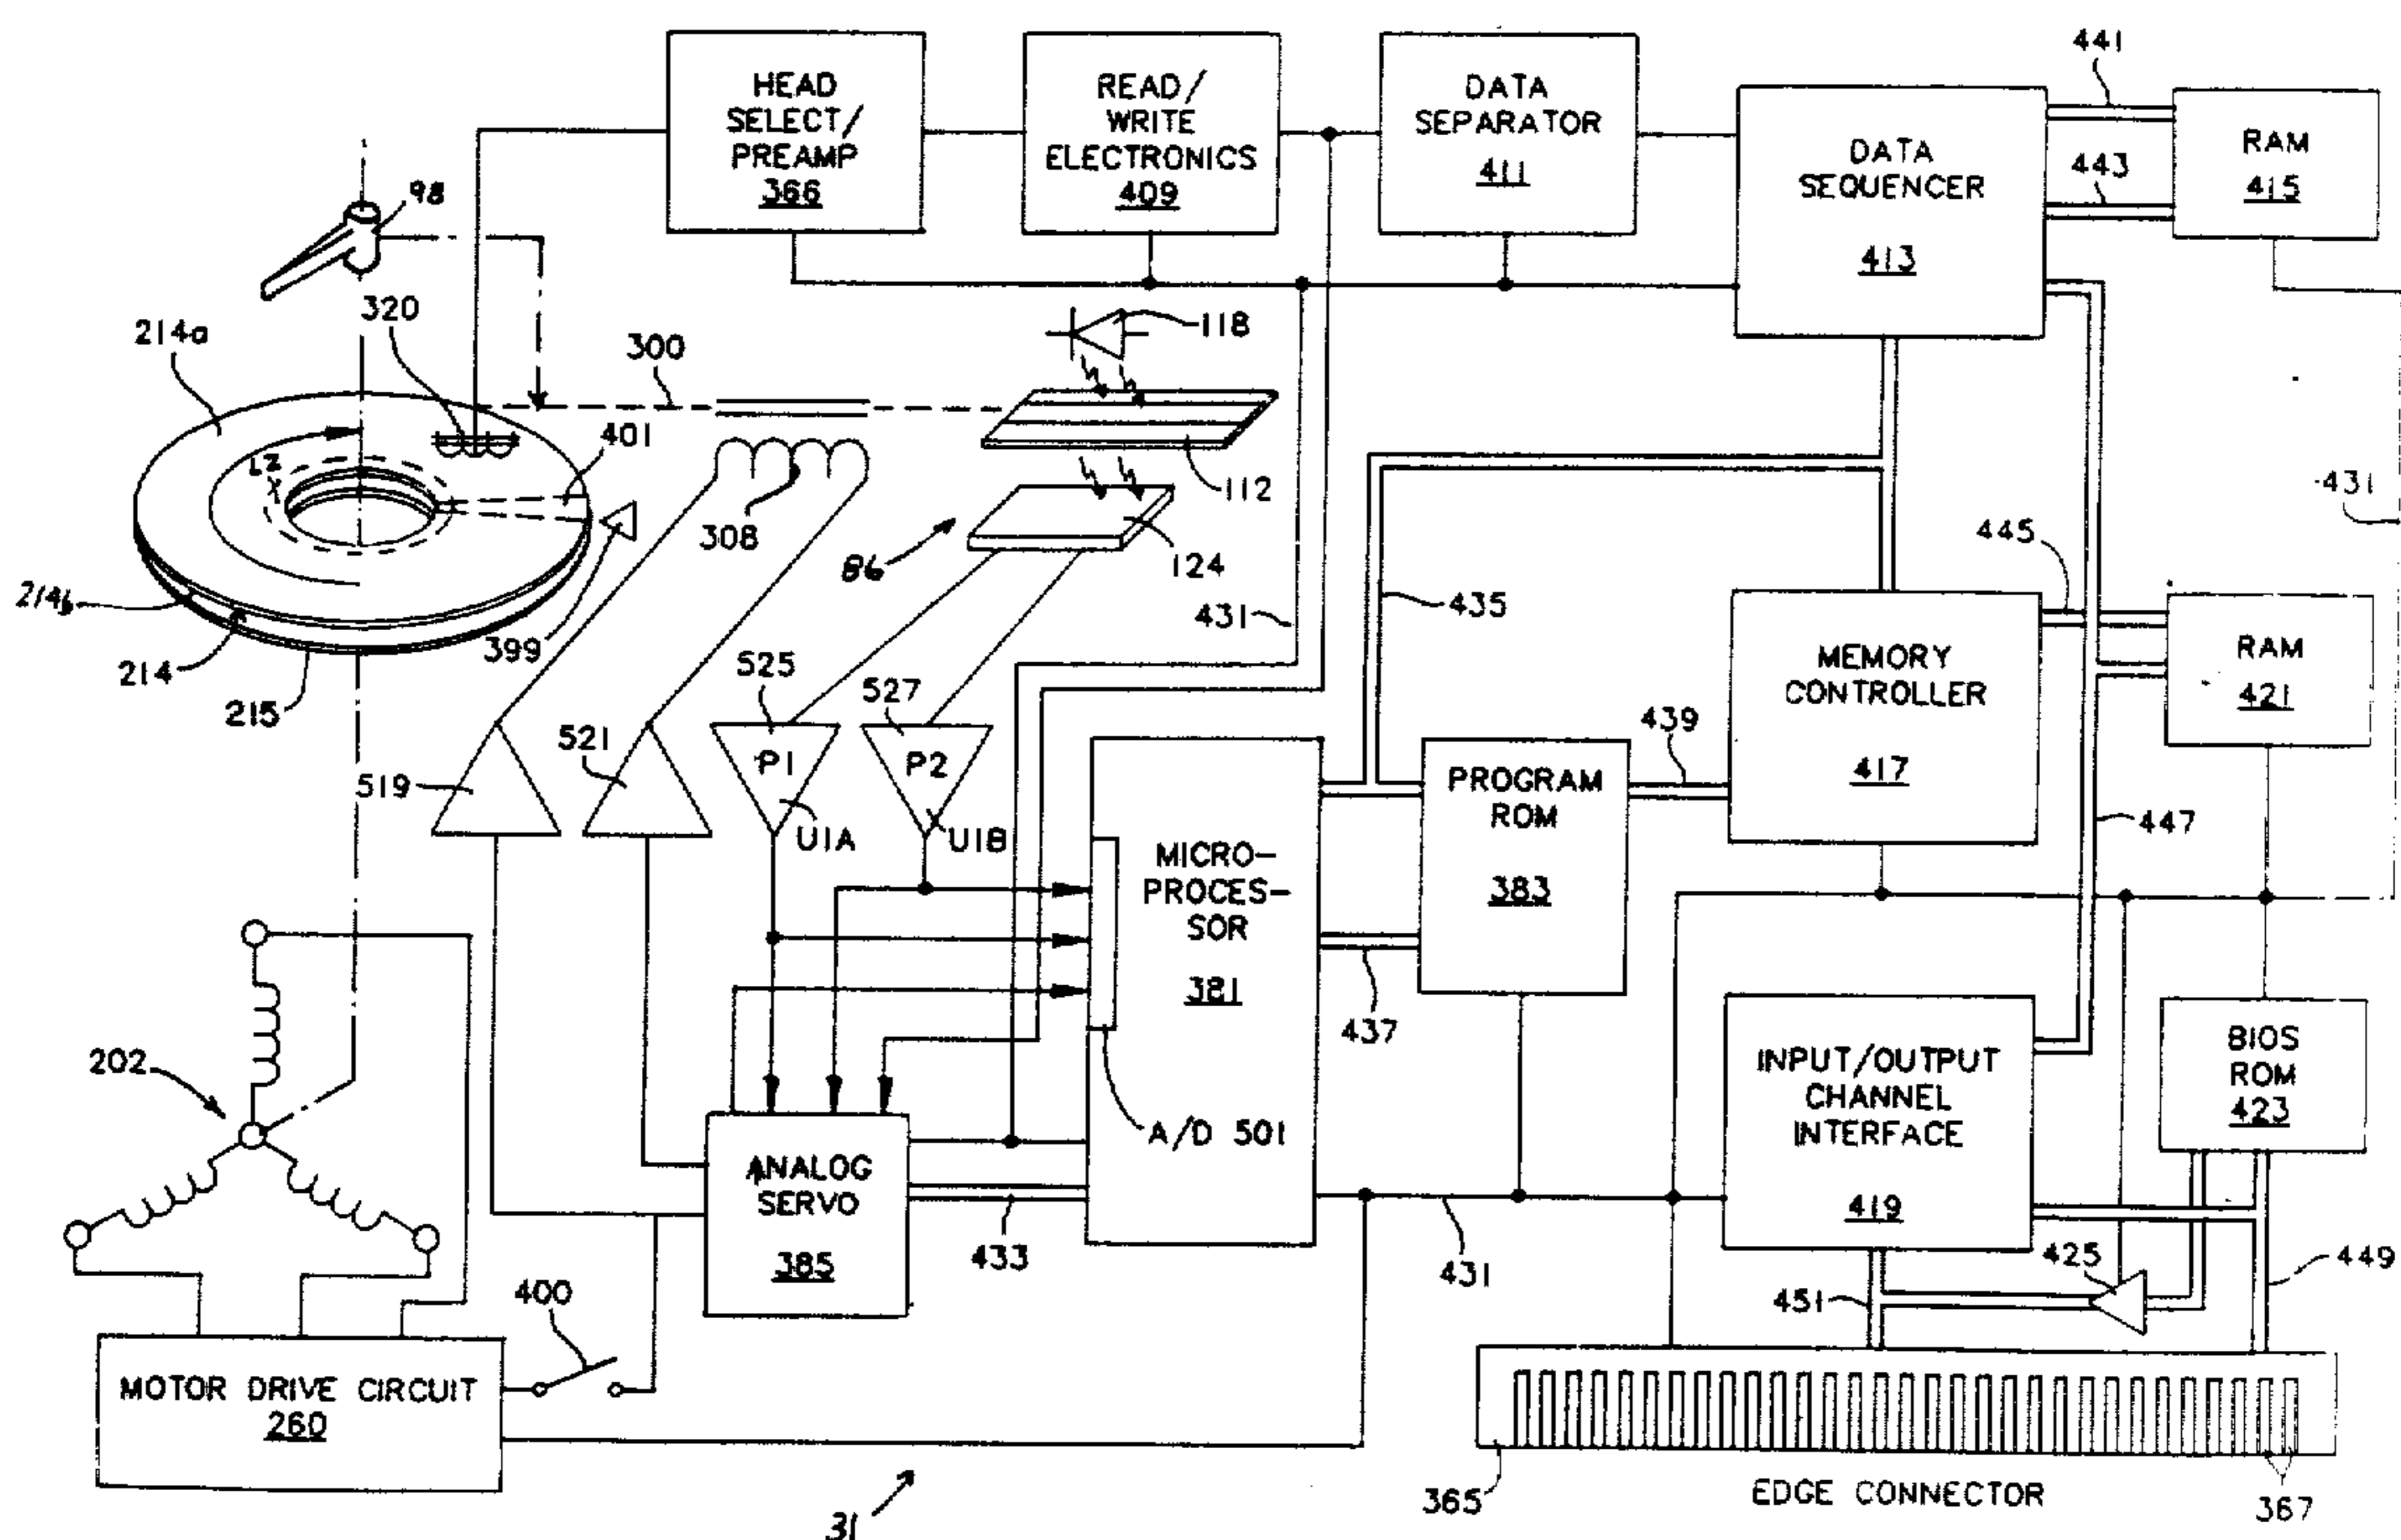 HEAD
SELECT/
PREAMP
366
READ/
WRITE
ELECTRONICS
409
DATA
SEPARATOR
411
DATA
SEQUENCER
413
441
443
RAM
415
98
320
214a
300
118
401
LZ
112
308
124
86
431
435
445
431
214b
214
215
399
525
527
MEMORY
CONTROLLER
417
RAM
421
439
447
519
521
P1
P2
U1A
U1B
MICRO-
PROCES-
SOR
381
PROGRAM
ROM
383
437
A/D 501
202
ANALOG
SERVO
385
433
431
INPUT/OUTPUT
CHANNEL
INTERFACE
419
BIOS
ROM
423
425
449
451
400
MOTOR DRIVE CIRCUIT
260
31
365
EDGE CONNECTOR
367